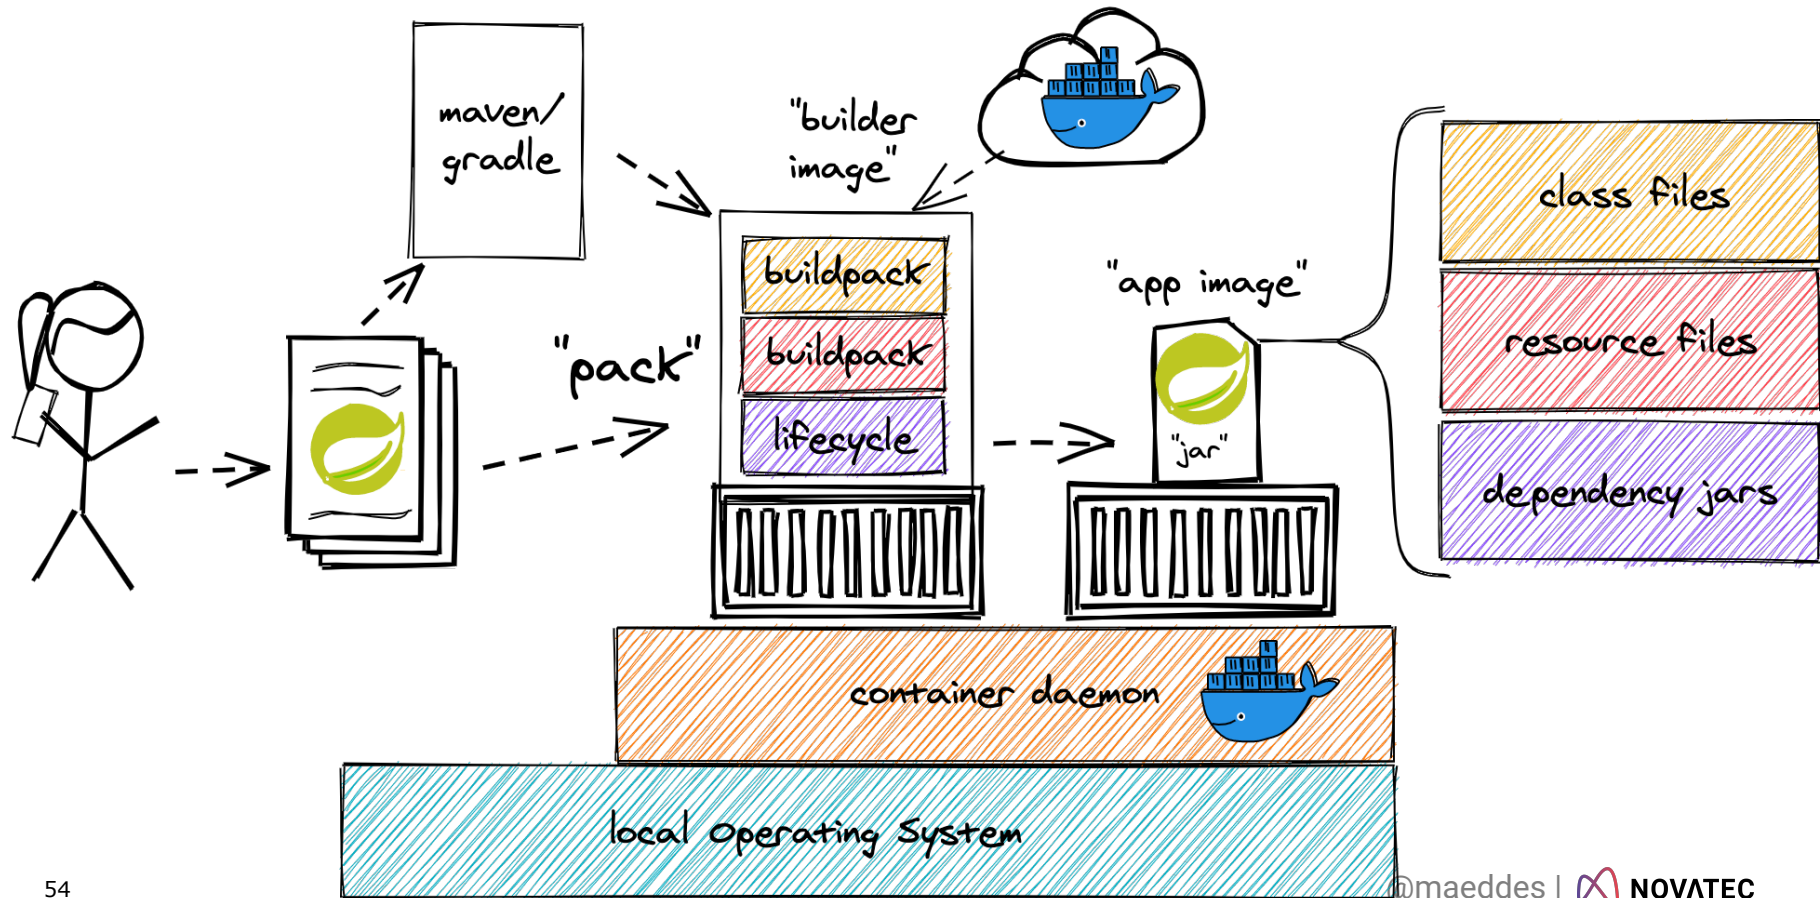 maven/
gradle
"builder
image"
"pack"
buildpack
buildpack
lifecycle
"app image"
"jar"
class files
resource files
dependency jars
container daemon
local Operating System
54
@maeddes | NOVATEC